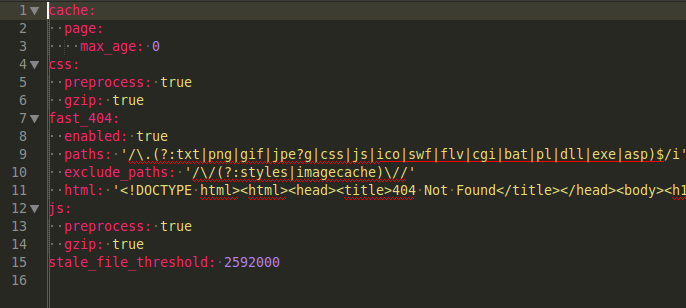 1 cache:
2   page:
3     max_age: 0
4 css:
5   preprocess: true
6   gzip: true
7 fast_404:
8   enabled: true
9   paths: '/\.(?:txt|png|gif|jpe?g|css|js|ico|swf|flv|cgi|bat|pl|dll|exe|asp)$/i'
10   exclude_paths: '/\/(?:styles|imagecache)\//'
11   html: '<!DOCTYPE html><html><head><title>404 Not Found</title></head><body><h1
12 js:
13   preprocess: true
14   gzip: true
15 stale_file_threshold: 2592000
16